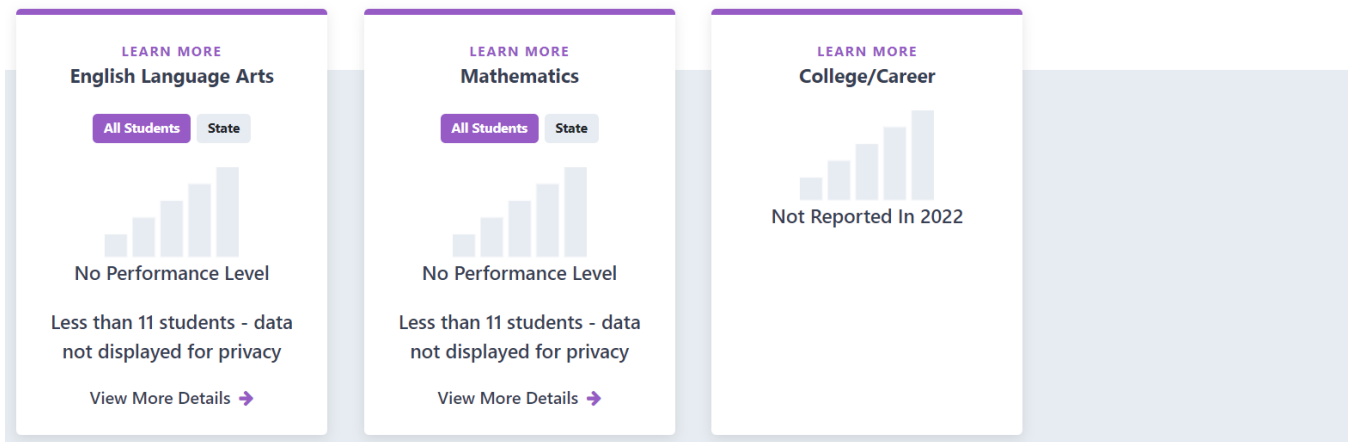 LEARN MORE
English Language Arts
All Students State
No Performance Level
Less than 11 students - data
not displayed for privacy
View More Details
LEARN MORE
Mathematics
All Students State
No Performance Level
Less than 11 students - data
not displayed for privacy
View More Details
LEARN MORE
College/Career
Not Reported In 2022